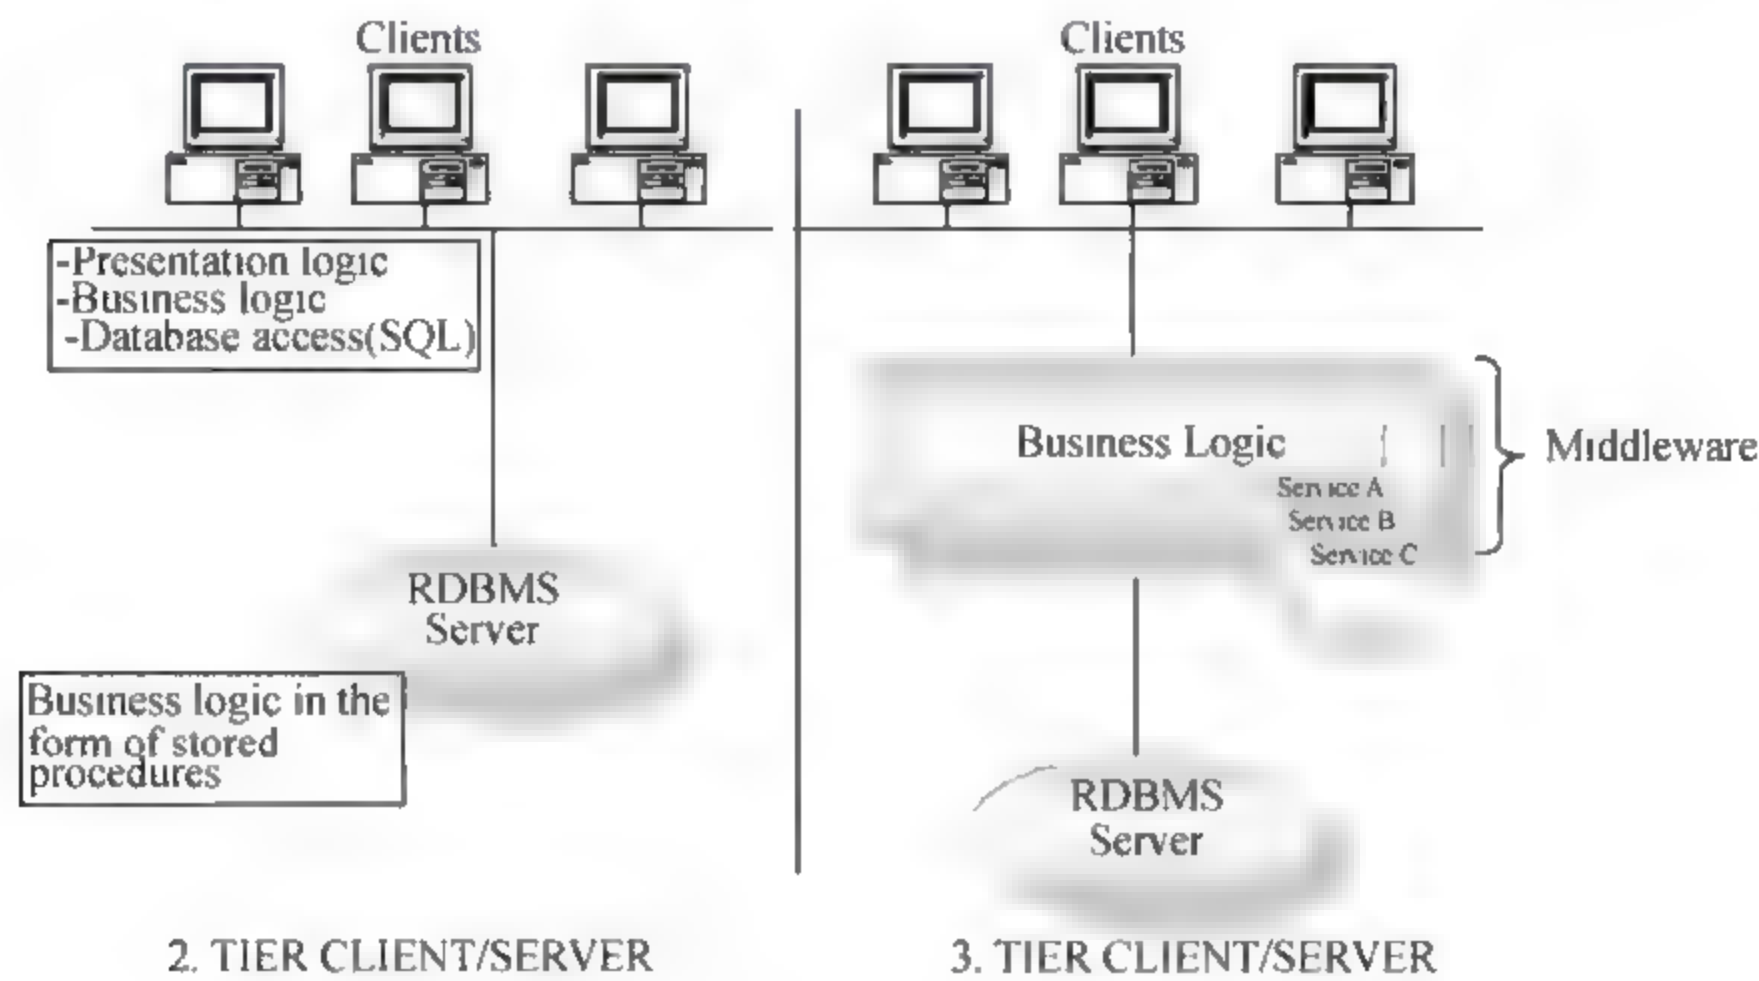 Clients
-Presentation logic
-Business logic
-Database access(SQL)
RDBMS
Server
Business logic in the
form of stored
procedures
2. TIER CLIENT/SERVER
Clients
Business Logic
Service A
Service B
Service C
Middleware
RDBMS
Server
3. TIER CLIENT/SERVER